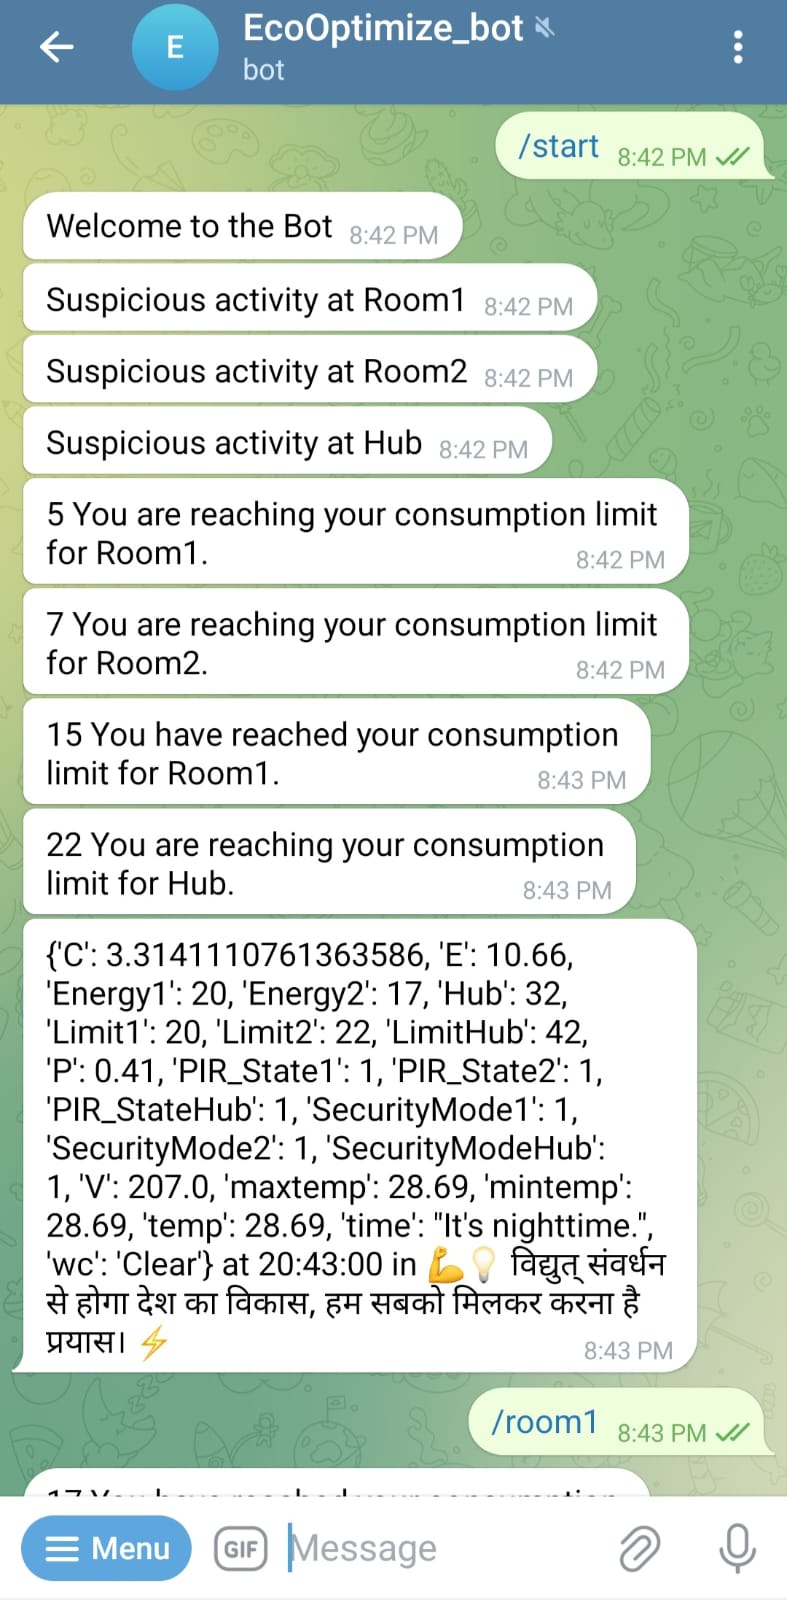 EcoOptimize_bot
E
bot
/start 8:42 PM
Welcome to the Bot 8:42 PM
Suspicious activity at Room1 8:42 PM
Suspicious activity at Room2 8:42 PM
Suspicious activity at Hub 8:42 PM
5 You are reaching your consumption limit
for Room1. 8:42 PM
7 You are reaching your consumption limit
for Room2. 8:42 PM
15 You have reached your consumption
limit for Room1. 8:43 PM
22 You are reaching your consumption
limit for Hub. 8:43 PM
{'C': 3.3141110761363586, 'E': 10.66,
'Energy1': 20, 'Energy2': 17, 'Hub': 32,
'Limit1': 20, 'Limit2': 22, 'LimitHub': 42,
'P': 0.41, 'PIR_State1': 1, 'PIR_State2': 1,
'PIR_StateHub': 1, 'SecurityMode1': 1,
'SecurityMode2': 1, 'SecurityModeHub':
1, 'V': 207.0, 'maxtemp': 28.69, 'mintemp':
28.69, 'temp': 28.69, 'time': "It's nighttime.",
'wc': 'Clear'} at 20:43:00 in 💪💡 विद्युत् संवर्धन
से होगा देश का विकास, हम सबको मिलकर करना है
प्रयास। ⚡ 8:43 PM
/room1 8:43 PM
Menu GIF Message